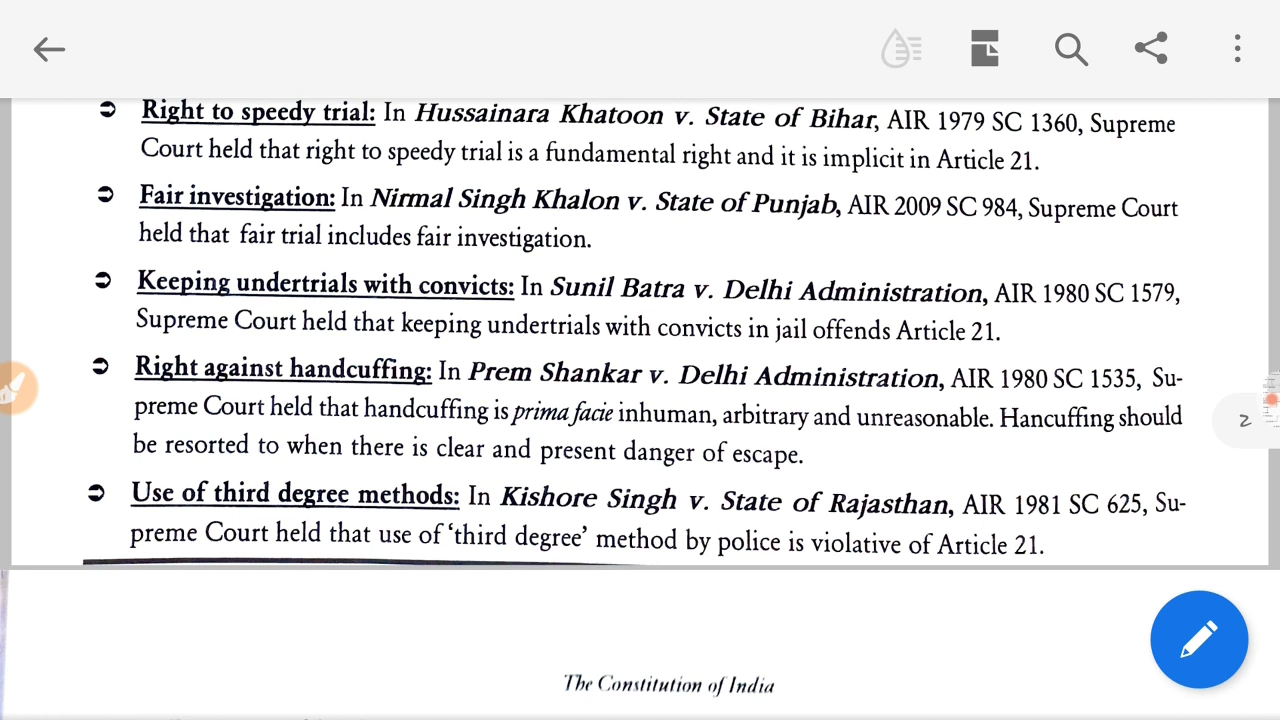 ➲ Right to speedy trial: In Hussainara Khatoon v. State of Bihar, AIR 1979 SC 1360, Supreme
Court held that right to speedy trial is a fundamental right and it is implicit in Article 21.
➲ Fair investigation: In Nirmal Singh Khalon v. State of Punjab, AIR 2009 SC 984, Supreme Court
held that fair trial includes fair investigation.
➲ Keeping undertrials with convicts: In Sunil Batra v. Delhi Administration, AIR 1980 SC 1579,
Supreme Court held that keeping undertrials with convicts in jail offends Article 21.
➲ Right against handcuffing: In Prem Shankar v. Delhi Administration, AIR 1980 SC 1535, Su-
preme Court held that handcuffing is prima facie inhuman, arbitrary and unreasonable. Hancuffing should
be resorted to when there is clear and present danger of escape.
➲ Use of third degree methods: In Kishore Singh v. State of Rajasthan, AIR 1981 SC 625, Su-
preme Court held that use of ‘third degree’ method by police is violative of Article 21.
2
The Constitution of India